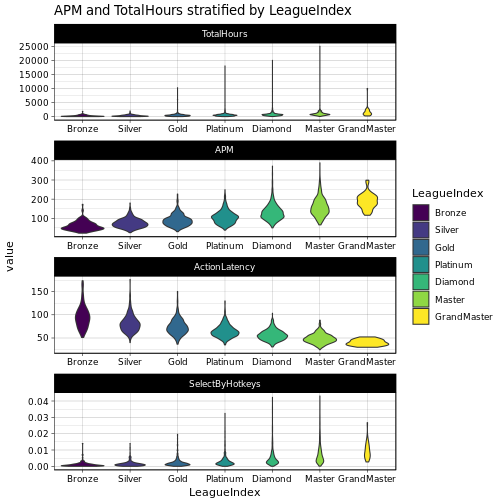 APM and TotalHours stratified by LeagueIndex
TotalHours
25000
20000
15000
10000
5000
0
Bronze Silver Gold Platinum Diamond Master GrandMaster
APM
400
300
200
100
Bronze Silver Gold Platinum Diamond Master GrandMaster
ActionLatency
150
100
50
Bronze Silver Gold Platinum Diamond Master GrandMaster
SelectByHotkeys
0.04
0.03
0.02
0.01
0.00
Bronze Silver Gold Platinum Diamond Master GrandMaster
LeagueIndex
value
LeagueIndex
Bronze
Silver
Gold
Platinum
Diamond
Master
GrandMaster